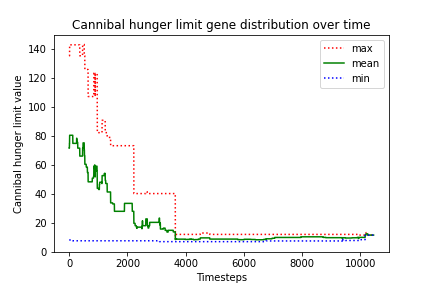 Cannibal hunger limit gene distribution over time
Cannibal hunger limit value
140
120
100
80
60
40
20
0
max
mean
min
0
2000
4000
6000
8000
10000
Timesteps